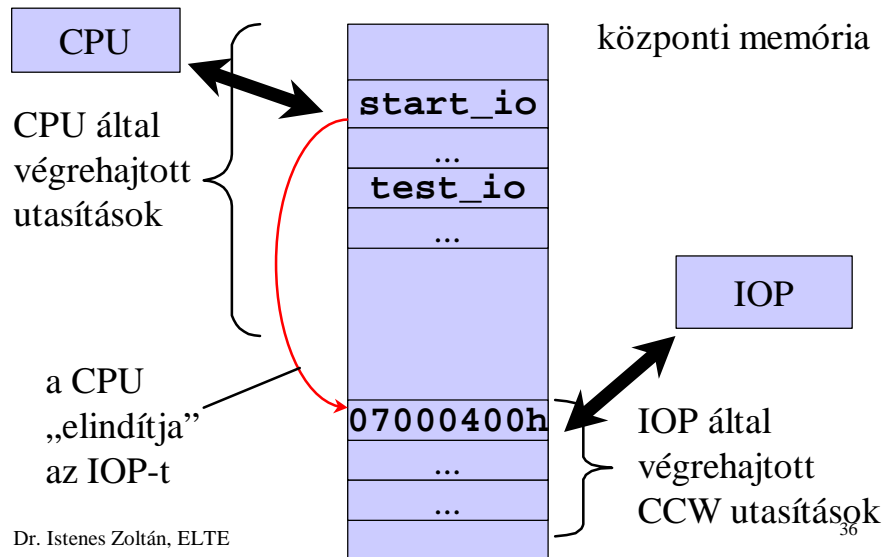 CPU
központi memória
start_io
...
test_io
...
CPU által
végrehajtott
utasítások
IOP
a CPU
„elindítja”
az IOP-t
07000400h
...
...
IOP által
végrehajtott
CCW utasítások
Dr. Istenes Zoltán, ELTE
36